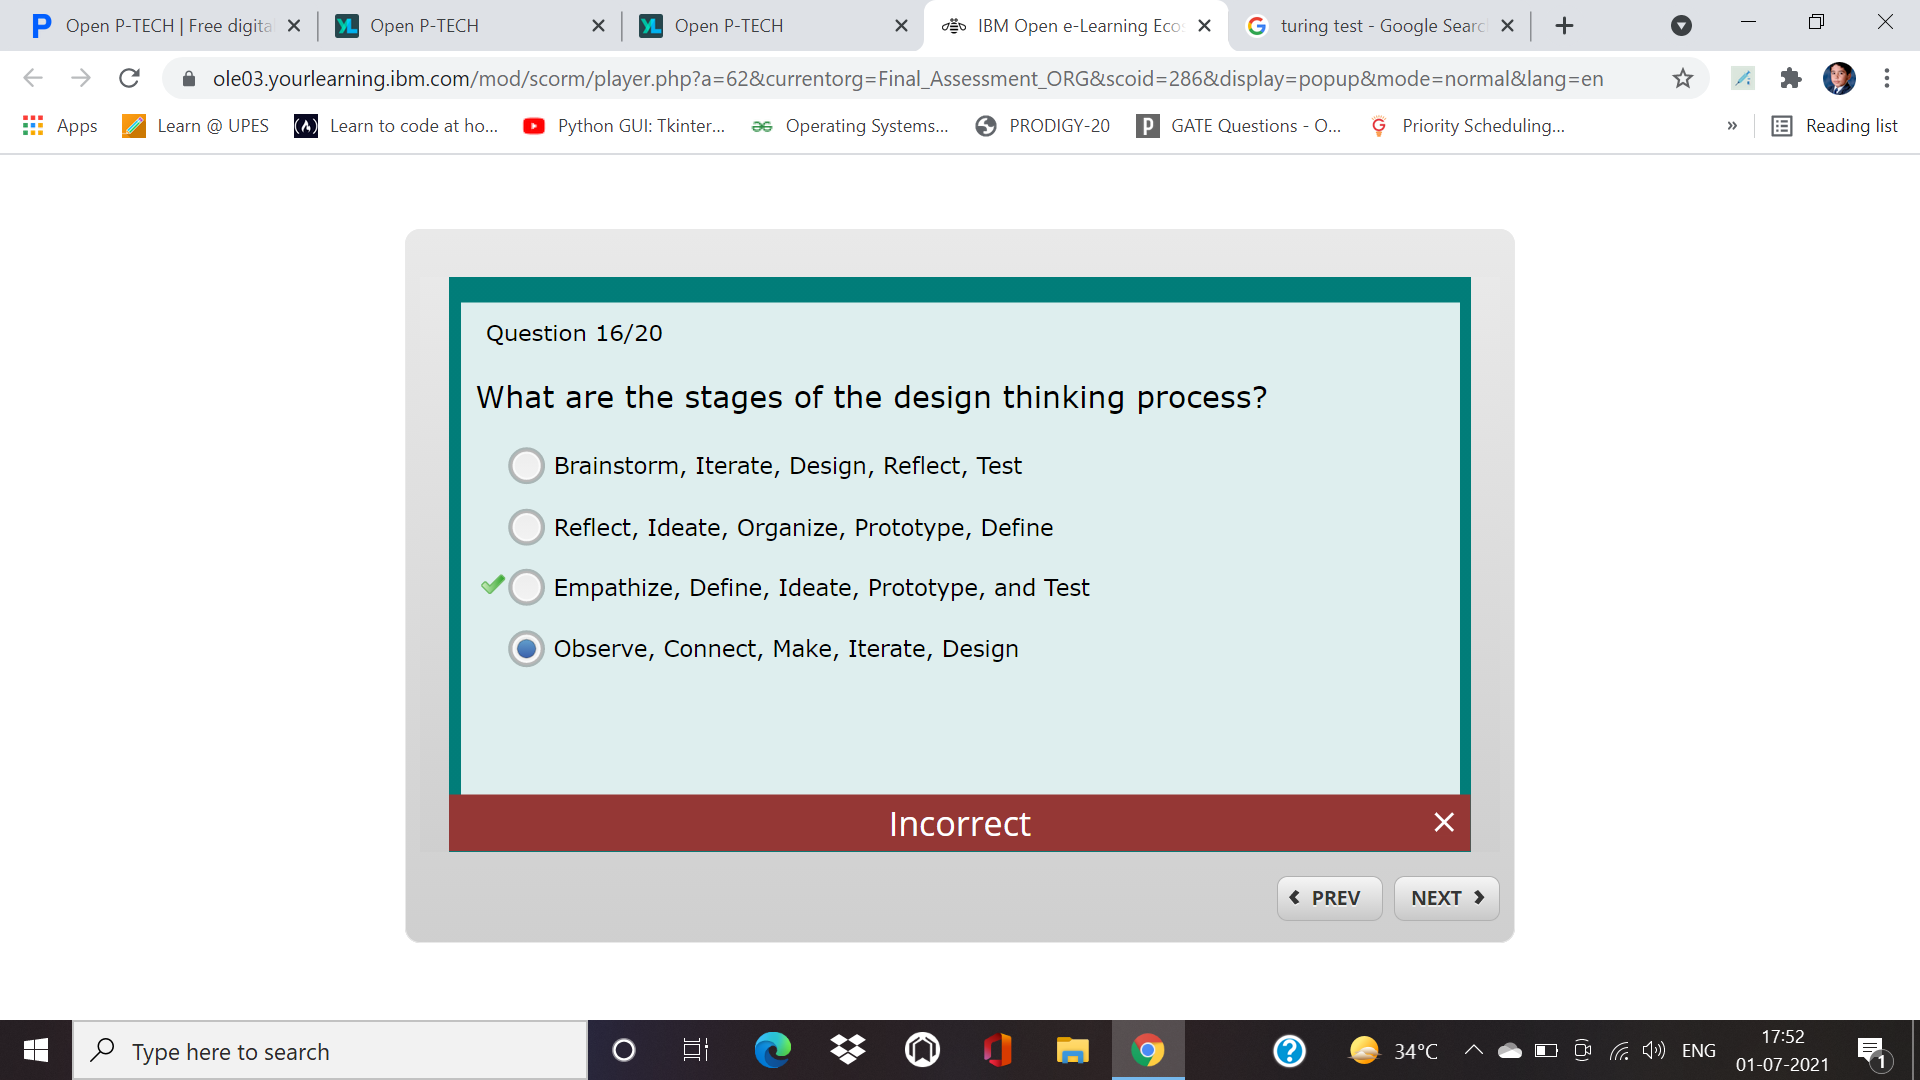 Open P-TECH | Free digita
Open P-TECH
Open P-TECH
IBM Open e-Learning Ecos
turing test - Google Search
ole03.yourlearning.ibm.com/mod/scorm/player.php?a=62&currentorg=Final_Assessment_ORG&scoid=286&display=popup&mode=normal&lang=en
Apps
Learn @ UPES
Learn to code at ho...
Python GUI: Tkinter...
Operating Systems...
PRODIGY-20
GATE Questions - O...
Priority Scheduling...
»
Reading list
Question 16/20
What are the stages of the design thinking process?
Brainstorm, Iterate, Design, Reflect, Test
Reflect, Ideate, Organize, Prototype, Define
Empathize, Define, Ideate, Prototype, and Test
Observe, Connect, Make, Iterate, Design
Incorrect
PREV
NEXT
Type here to search
34°C
ENG
17:52
01-07-2021
1